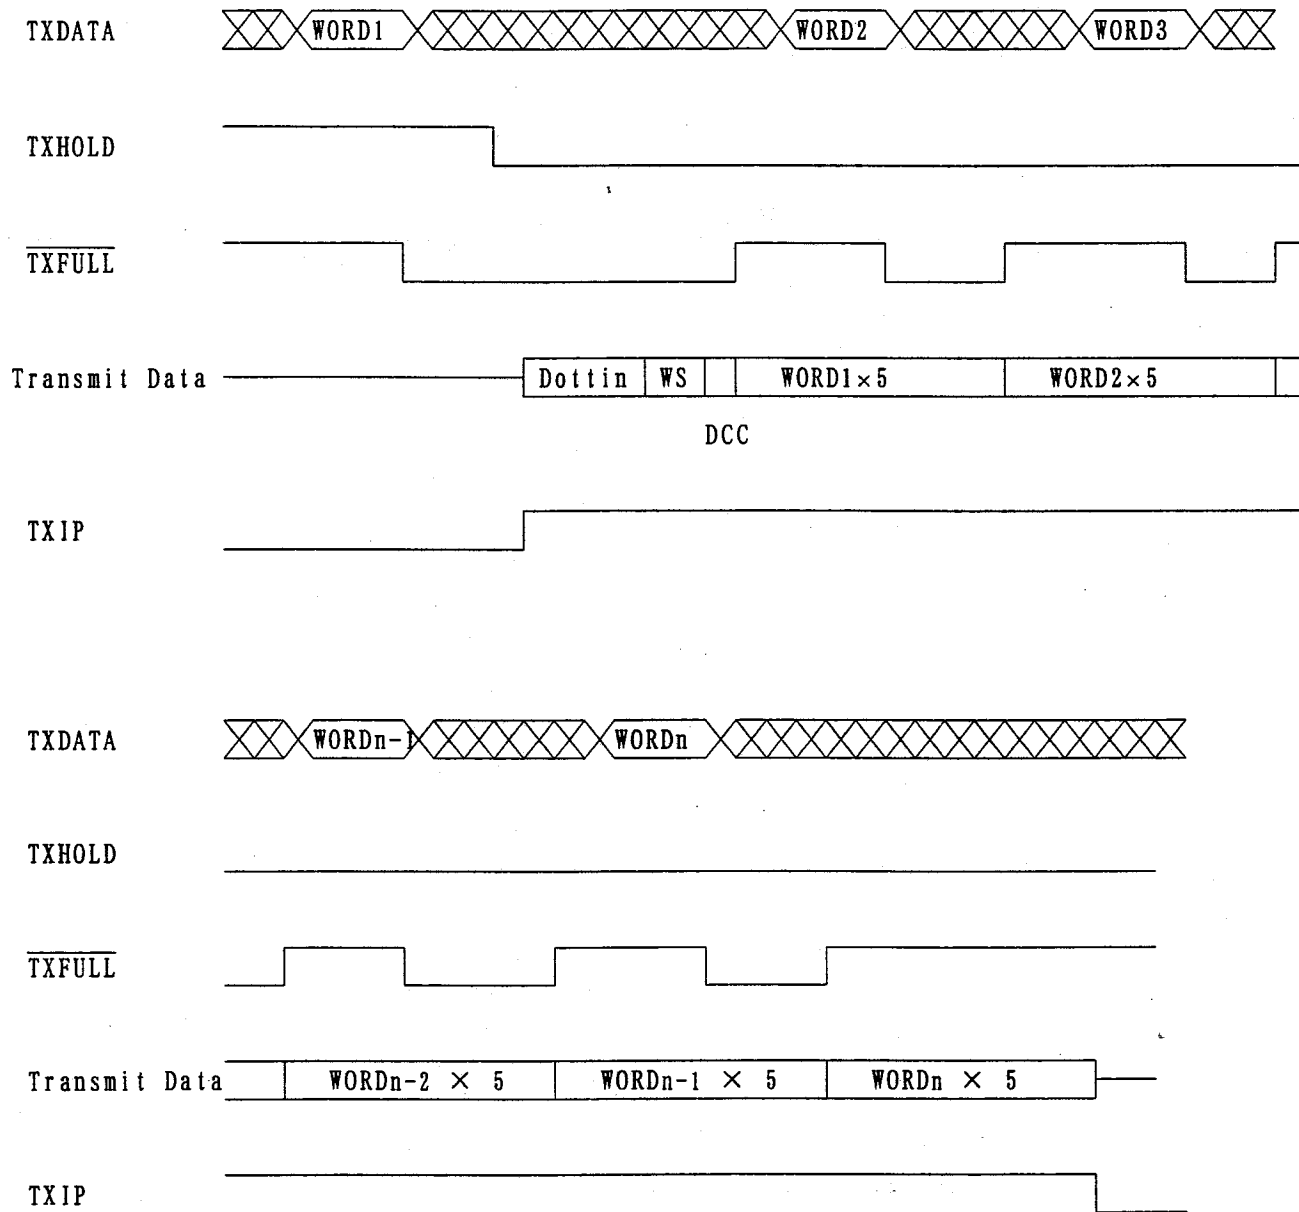 TXDATA WORD1 WORD2 WORD3
TXHOLD
TXFULL
Transmit Data Dottin WS WORD1×5 WORD2×5
DCC
TXIP
TXDATA WORDn-1 WORDn
TXHOLD
TXFULL
Transmit Data WORDn-2 × 5 WORDn-1 × 5 WORDn × 5
TXIP